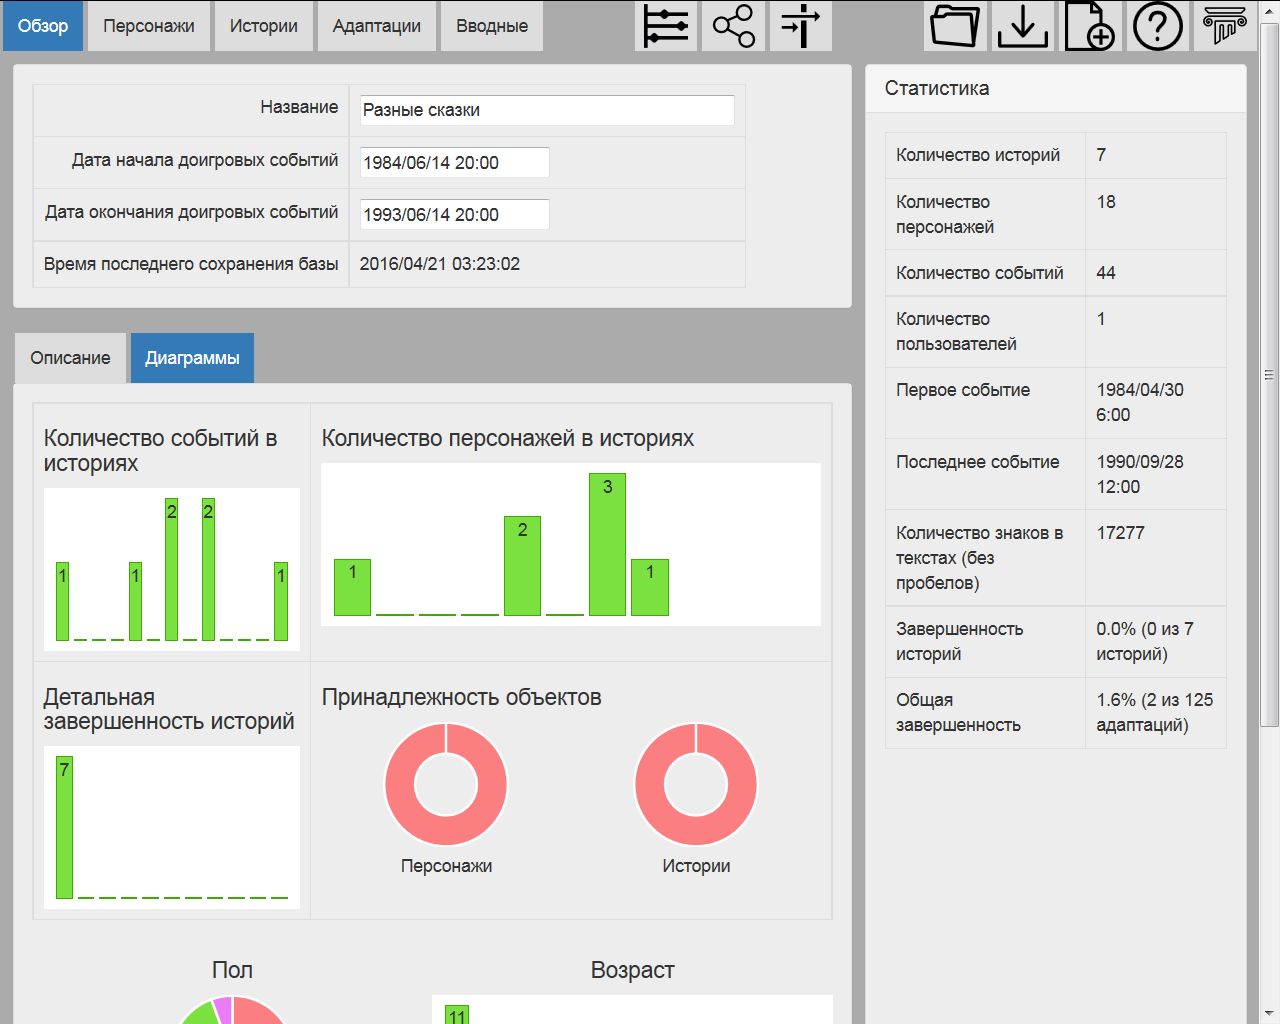 Обзор Персонажи Истории Адаптации Вводные
Название Разные сказки
Дата начала доигровых событий 1984/06/14 20:00
Дата окончания доигровых событий 1993/06/14 20:00
Время последнего сохранения базы 2016/04/21 03:23:02
Описание Диаграммы
Количество событий в
историях
1 1 2 2 1
Количество персонажей в историях
1 2 3 1
Детальная
завершенность историй
7
Принадлежность объектов
Персонажи Истории
Пол
Возраст
11
Статистика
Количество историй 7
Количество
персонажей
18
Количество событий 44
Количество
пользователей
1
Первое событие 1984/04/30
6:00
Последнее событие 1990/09/28
12:00
Количество знаков в
текстах (без
пробелов)
17277
Завершенность
историй
0.0% (0 из 7
историй)
Общая
завершенность
1.6% (2 из 125
адаптаций)